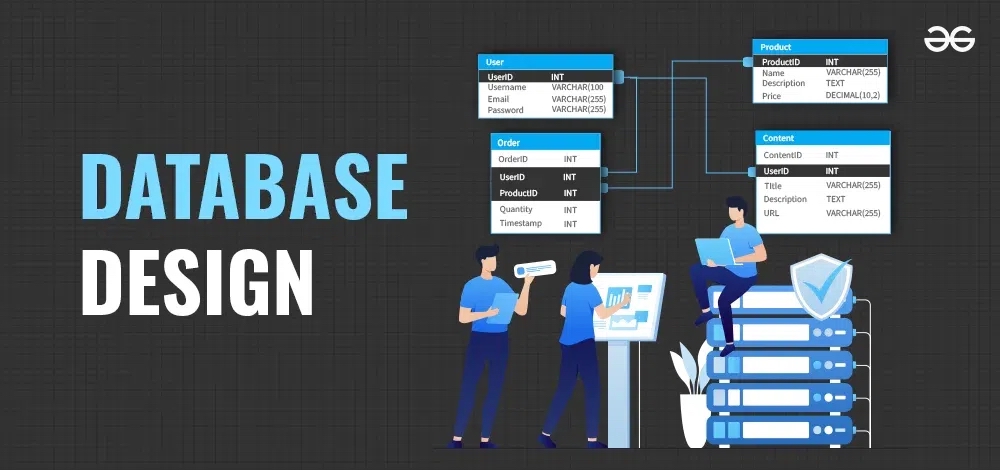 DATABASE
DESIGN
User
UserID INT
Username VARCHAR(100
Email VARCHAR(255)
Password VARCHAR(255)
Order
OrderID INT
UserID INT
ProductID INT
Quantity INT
Timestamp INT
Product
ProductID INT
Name VARCHAR(255)
Description TEXT
Price DECIMAL(10,2)
Content
ContentID INT
UserID INT
TItle VARCHAR(255)
Description TEXT
URL VARCHAR(255)